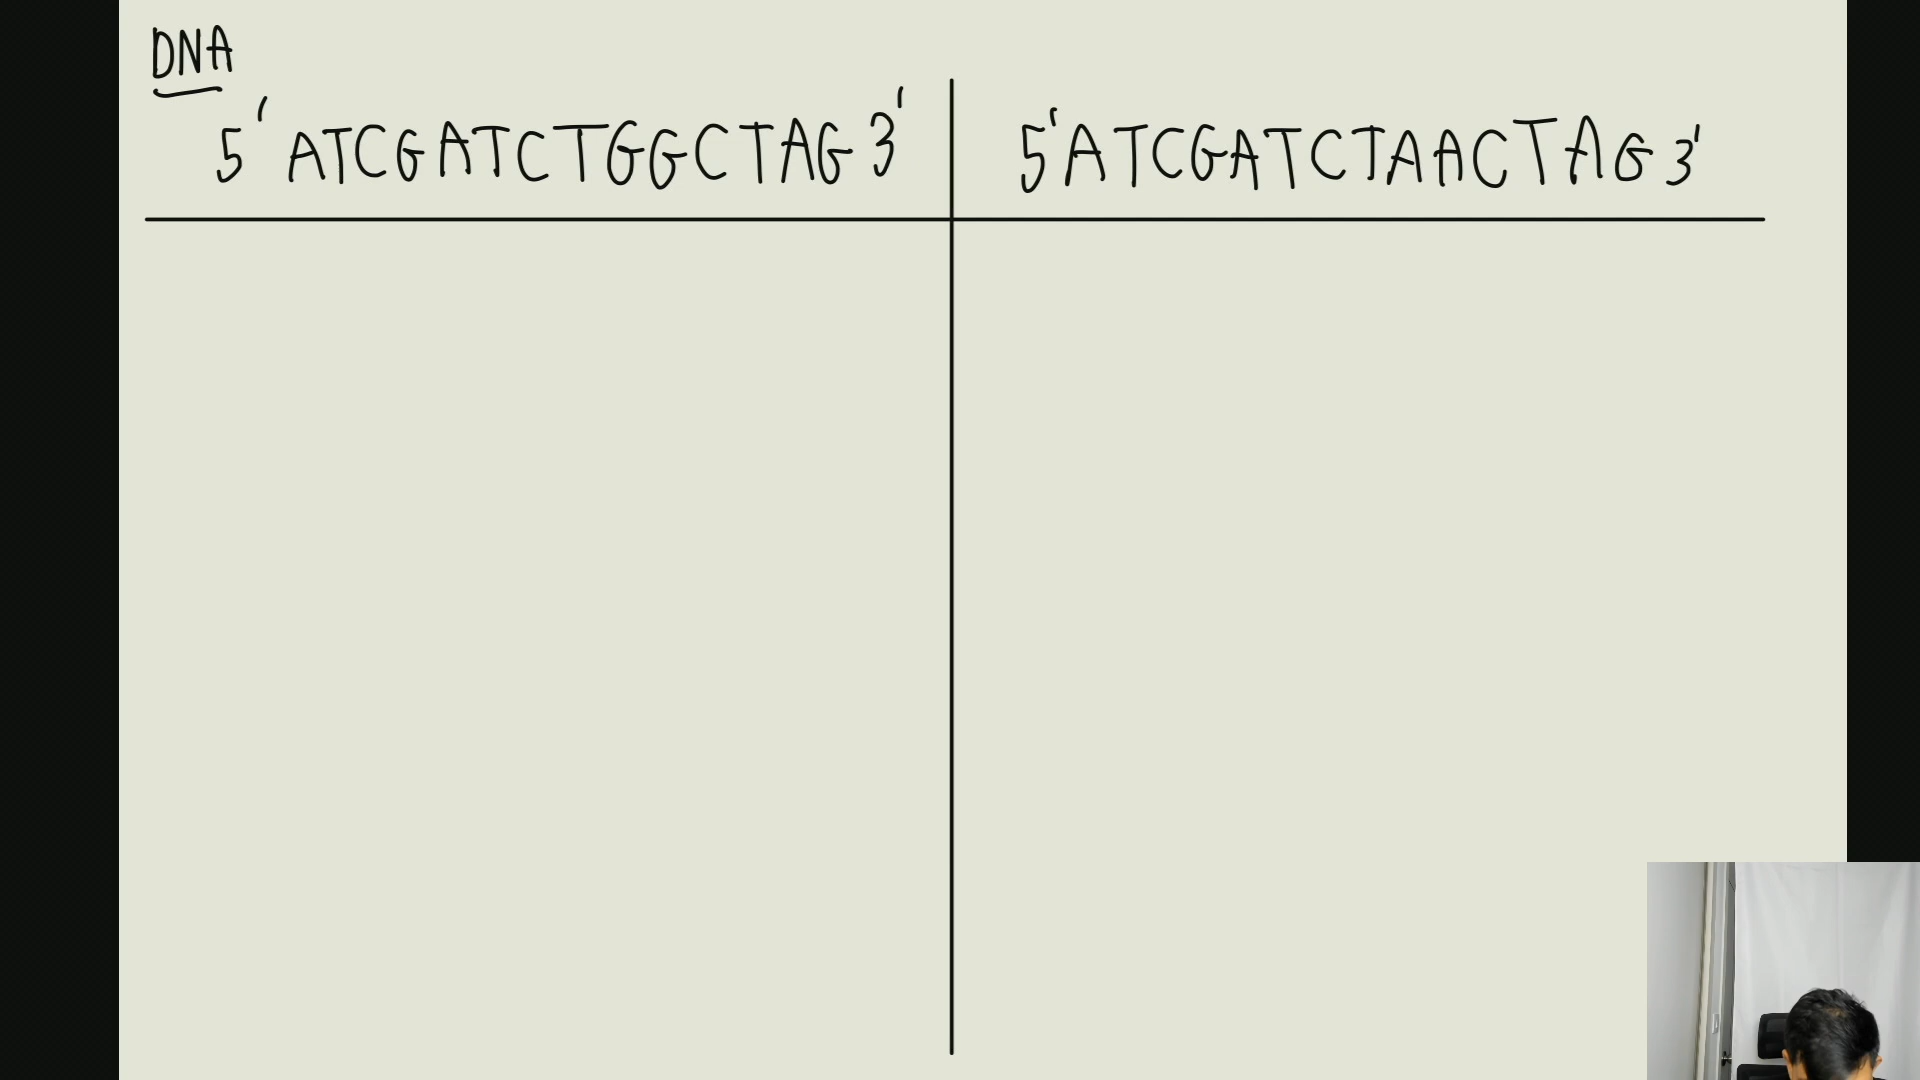 DNA
5' ATCGATCTGGCTAG 3'
5' ATCGATCTAACTAG 3'